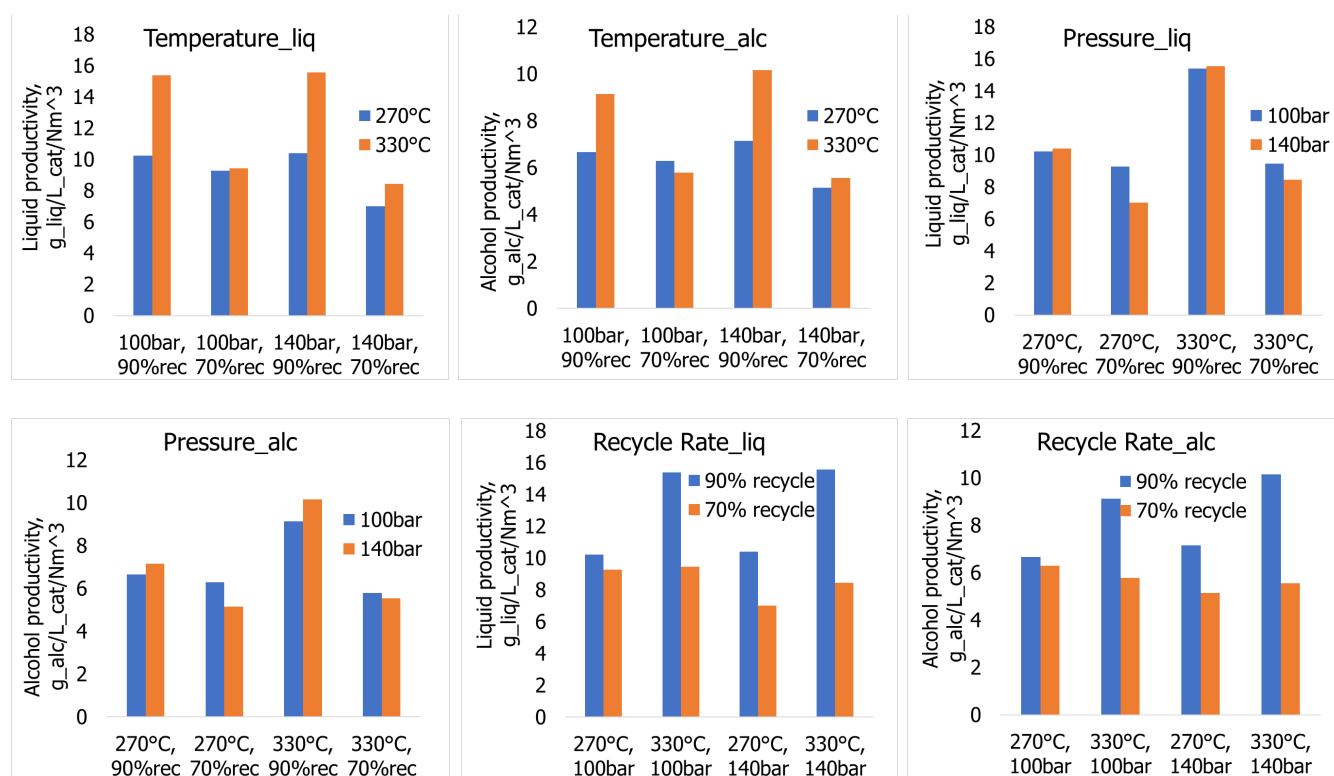 Temperature_liq
Liquid productivity,
g_liq/L_cat/Nm^3
18
16
14
12
10
8
6
4
2
0
270°C
330°C
100bar, 100bar, 140bar, 140bar,
90%rec 70%rec 90%rec 70%rec
Temperature_alc
Alcohol productivity,
g_alc/L_cat/Nm^3
12
10
8
6
4
2
0
270°C
330°C
100bar, 100bar, 140bar, 140bar,
90%rec 70%rec 90%rec 70%rec
Pressure_liq
Liquid productivity,
g_liq/L_cat/Nm^3
18
16
14
12
10
8
6
4
2
0
100bar
140bar
270°C, 270°C, 330°C, 330°C,
90%rec 70%rec 90%rec 70%rec
Pressure_alc
Alcohol productivity,
g_alc/L_cat/Nm^3
12
10
8
6
4
2
0
100bar
140bar
270°C, 270°C, 330°C, 330°C,
90%rec 70%rec 90%rec 70%rec
Recycle Rate_liq
Liquid productivity,
g_liq/L_cat/Nm^3
18
16
14
12
10
8
6
4
2
0
90% recycle
70% recycle
270°C, 330°C, 270°C, 330°C,
100bar 100bar 140bar 140bar
Recycle Rate_alc
Alcohol productivity,
g_alc/L_cat/Nm^3
12
10
8
6
4
2
0
90% recycle
70% recycle
270°C, 330°C, 270°C, 330°C,
100bar 100bar 140bar 140bar